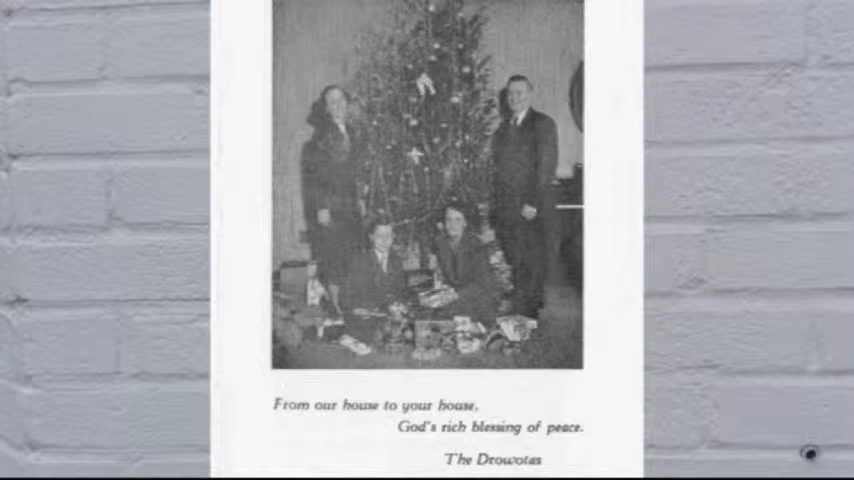 From our house to your house,
God's rich blessing of peace.
The Drowotas